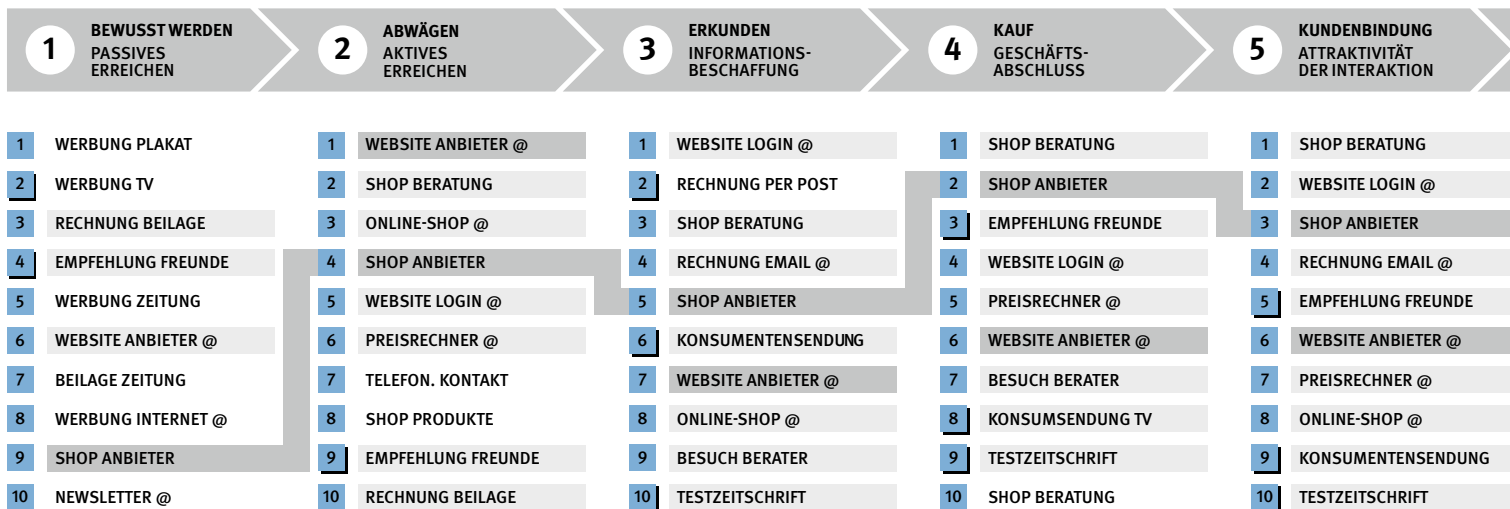 1
BEWUSST WERDEN
PASSIVES
ERREICHEN
2
ABWÄGEN
AKTIVES
ERREICHEN
3
ERKUNDEN
INFORMATIONS-
BESCHAFFUNG
4
KAUF
GESCHÄFTS-
ABSCHLUSS
5
KUNDENBINDUNG
ATTRAKTIVITÄT
DER INTERAKTION
1 WERBUNG PLAKAT
2 WERBUNG TV
3 RECHNUNG BEILAGE
4 EMPFEHLUNG FREUNDE
5 WERBUNG ZEITUNG
6 WEBSITE ANBIETER @
7 BEILAGE ZEITUNG
8 WERBUNG INTERNET @
9 SHOP ANBIETER
10 NEWSLETTER @
1 WEBSITE ANBIETER @
2 SHOP BERATUNG
3 ONLINE-SHOP @
4 SHOP ANBIETER
5 WEBSITE LOGIN @
6 PREISRECHNER @
7 TELEFON. KONTAKT
8 SHOP PRODUKTE
9 EMPFEHLUNG FREUNDE
10 RECHNUNG BEILAGE
1 WEBSITE LOGIN @
2 RECHNUNG PER POST
3 SHOP BERATUNG
4 RECHNUNG EMAIL @
5 SHOP ANBIETER
6 KONSUMENTENSENDUNG
7 WEBSITE ANBIETER @
8 ONLINE-SHOP @
9 BESUCH BERATER
10 TESTZEITSCHRIFT
1 SHOP BERATUNG
2 SHOP ANBIETER
3 EMPFEHLUNG FREUNDE
4 WEBSITE LOGIN @
5 PREISRECHNER @
6 WEBSITE ANBIETER @
7 BESUCH BERATER
8 KONSUMSENDUNG TV
9 TESTZEITSCHRIFT
10 SHOP BERATUNG
1 SHOP BERATUNG
2 WEBSITE LOGIN @
3 SHOP ANBIETER
4 RECHNUNG EMAIL @
5 EMPFEHLUNG FREUNDE
6 WEBSITE ANBIETER @
7 PREISRECHNER @
8 ONLINE-SHOP @
9 KONSUMENTENSENDUNG
10 TESTZEITSCHRIFT